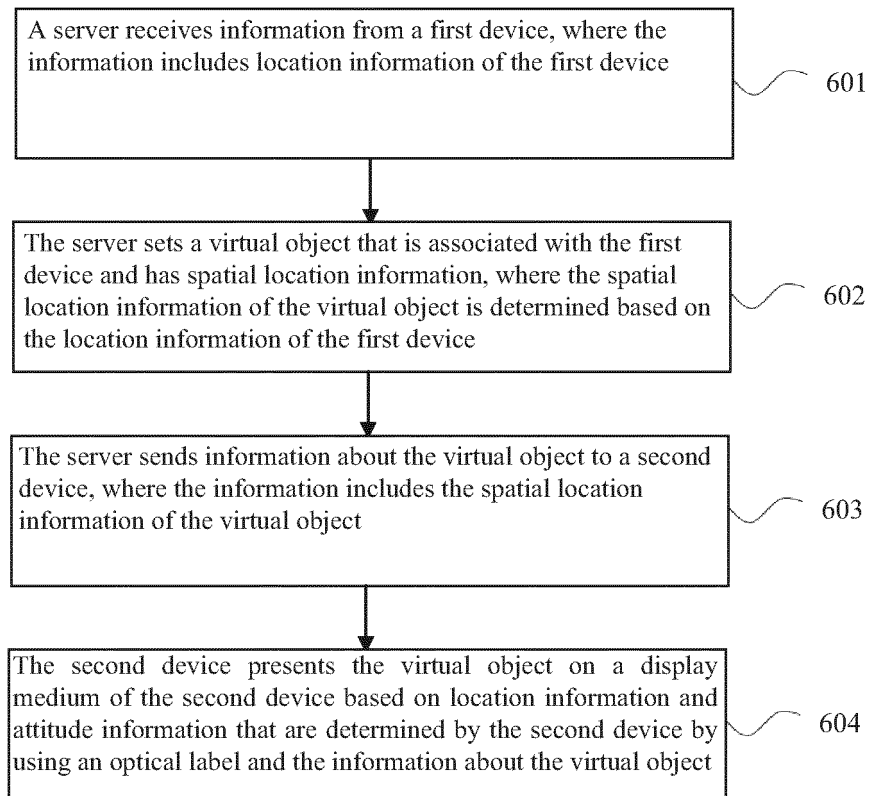 A server receives information from a first device, where the
information includes location information of the first device
601
The server sets a virtual object that is associated with the first
device and has spatial location information, where the spatial
location information of the virtual object is determined based on
the location information of the first device
602
The server sends information about the virtual object to a second
device, where the information includes the spatial location
information of the virtual object
603
The second device presents the virtual object on a display
medium of the second device based on location information and
attitude information that are determined by the second device by
using an optical label and the information about the virtual object
604